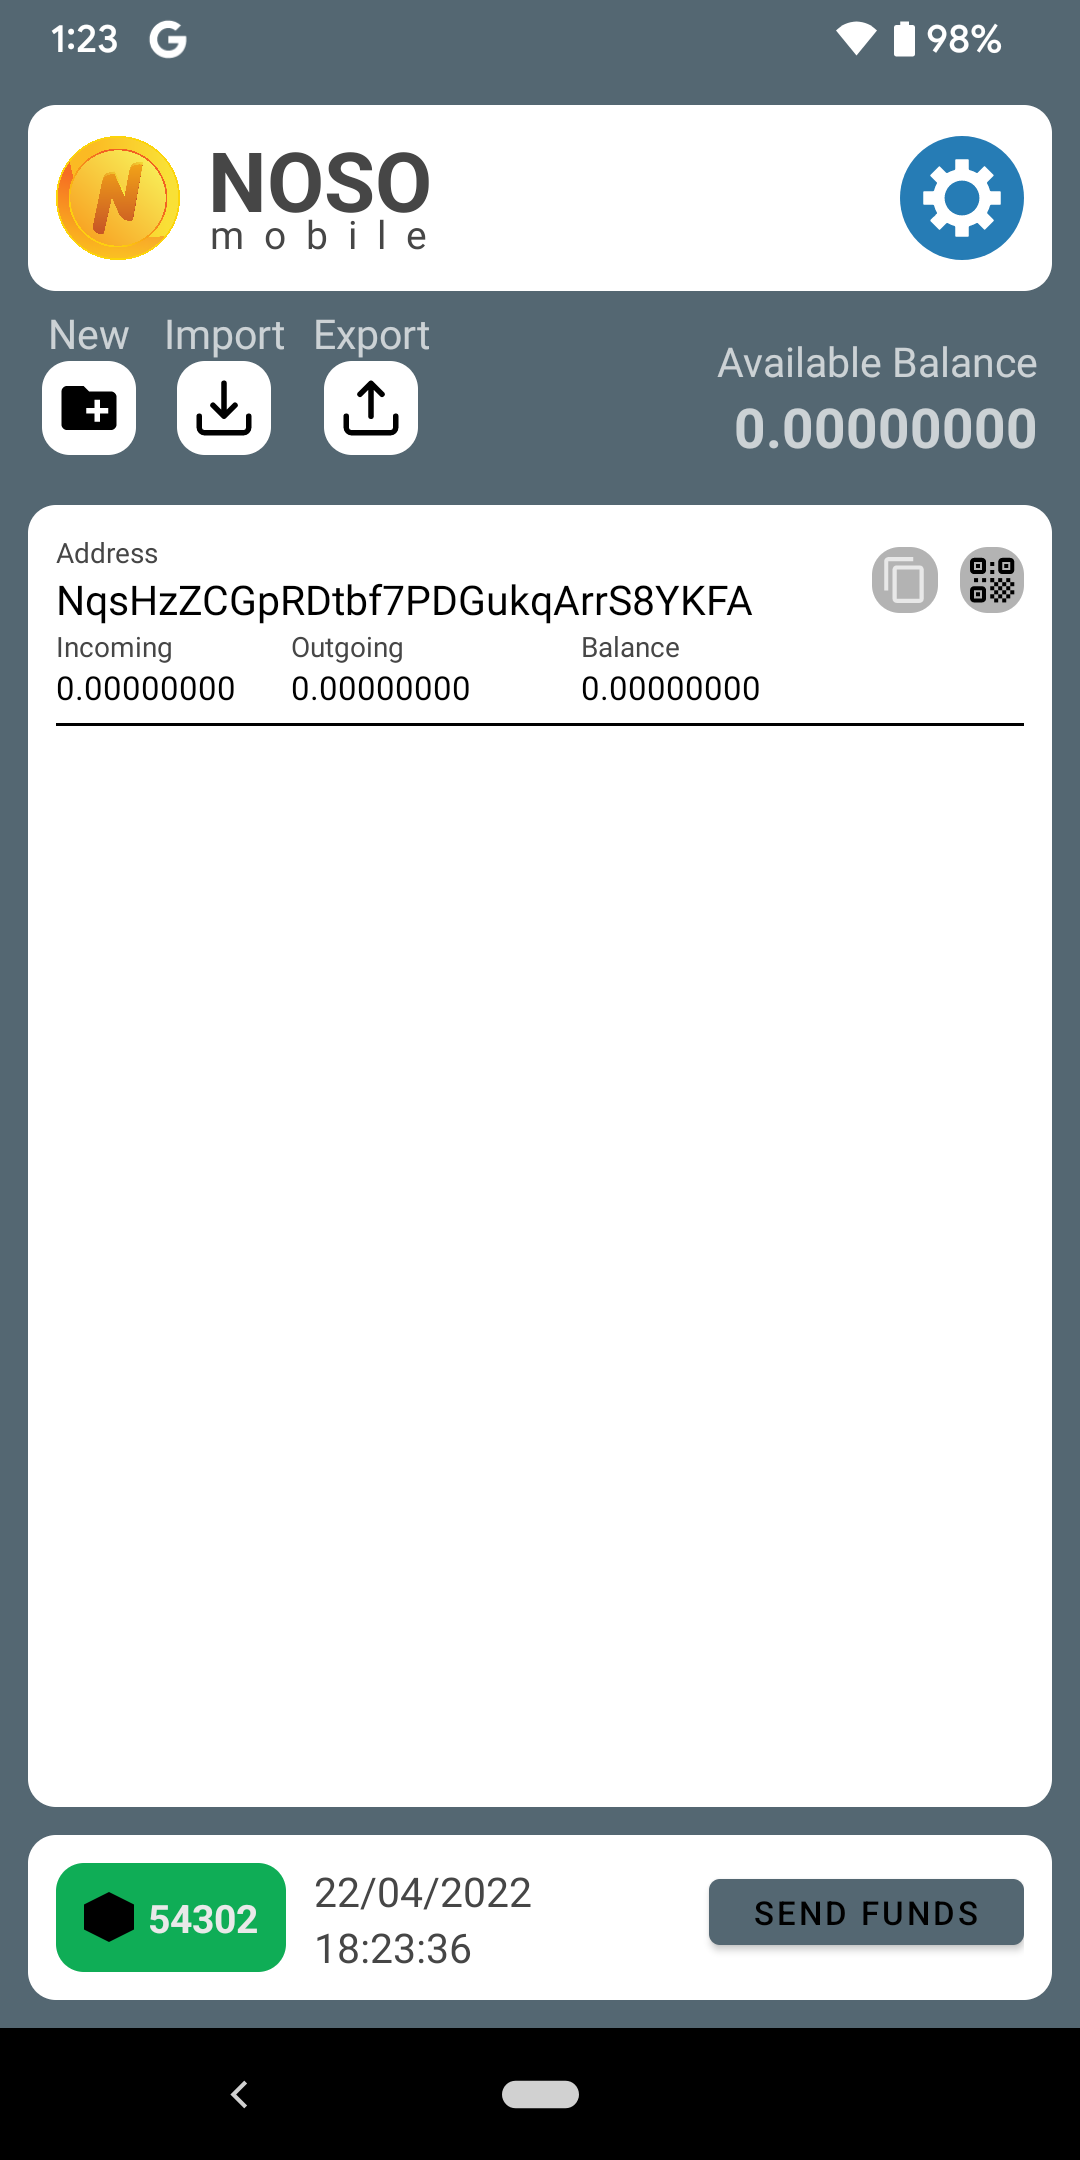 1:23 G 98%
N
NOSO
mobile
New Import Export
Available Balance
0.00000000
Address
NqsHzZCGpRDtbf7PDGukqArrS8YKFA
Incoming Outgoing Balance
0.00000000 0.00000000 0.00000000
54302
22/04/2022
18:23:36
SEND FUNDS